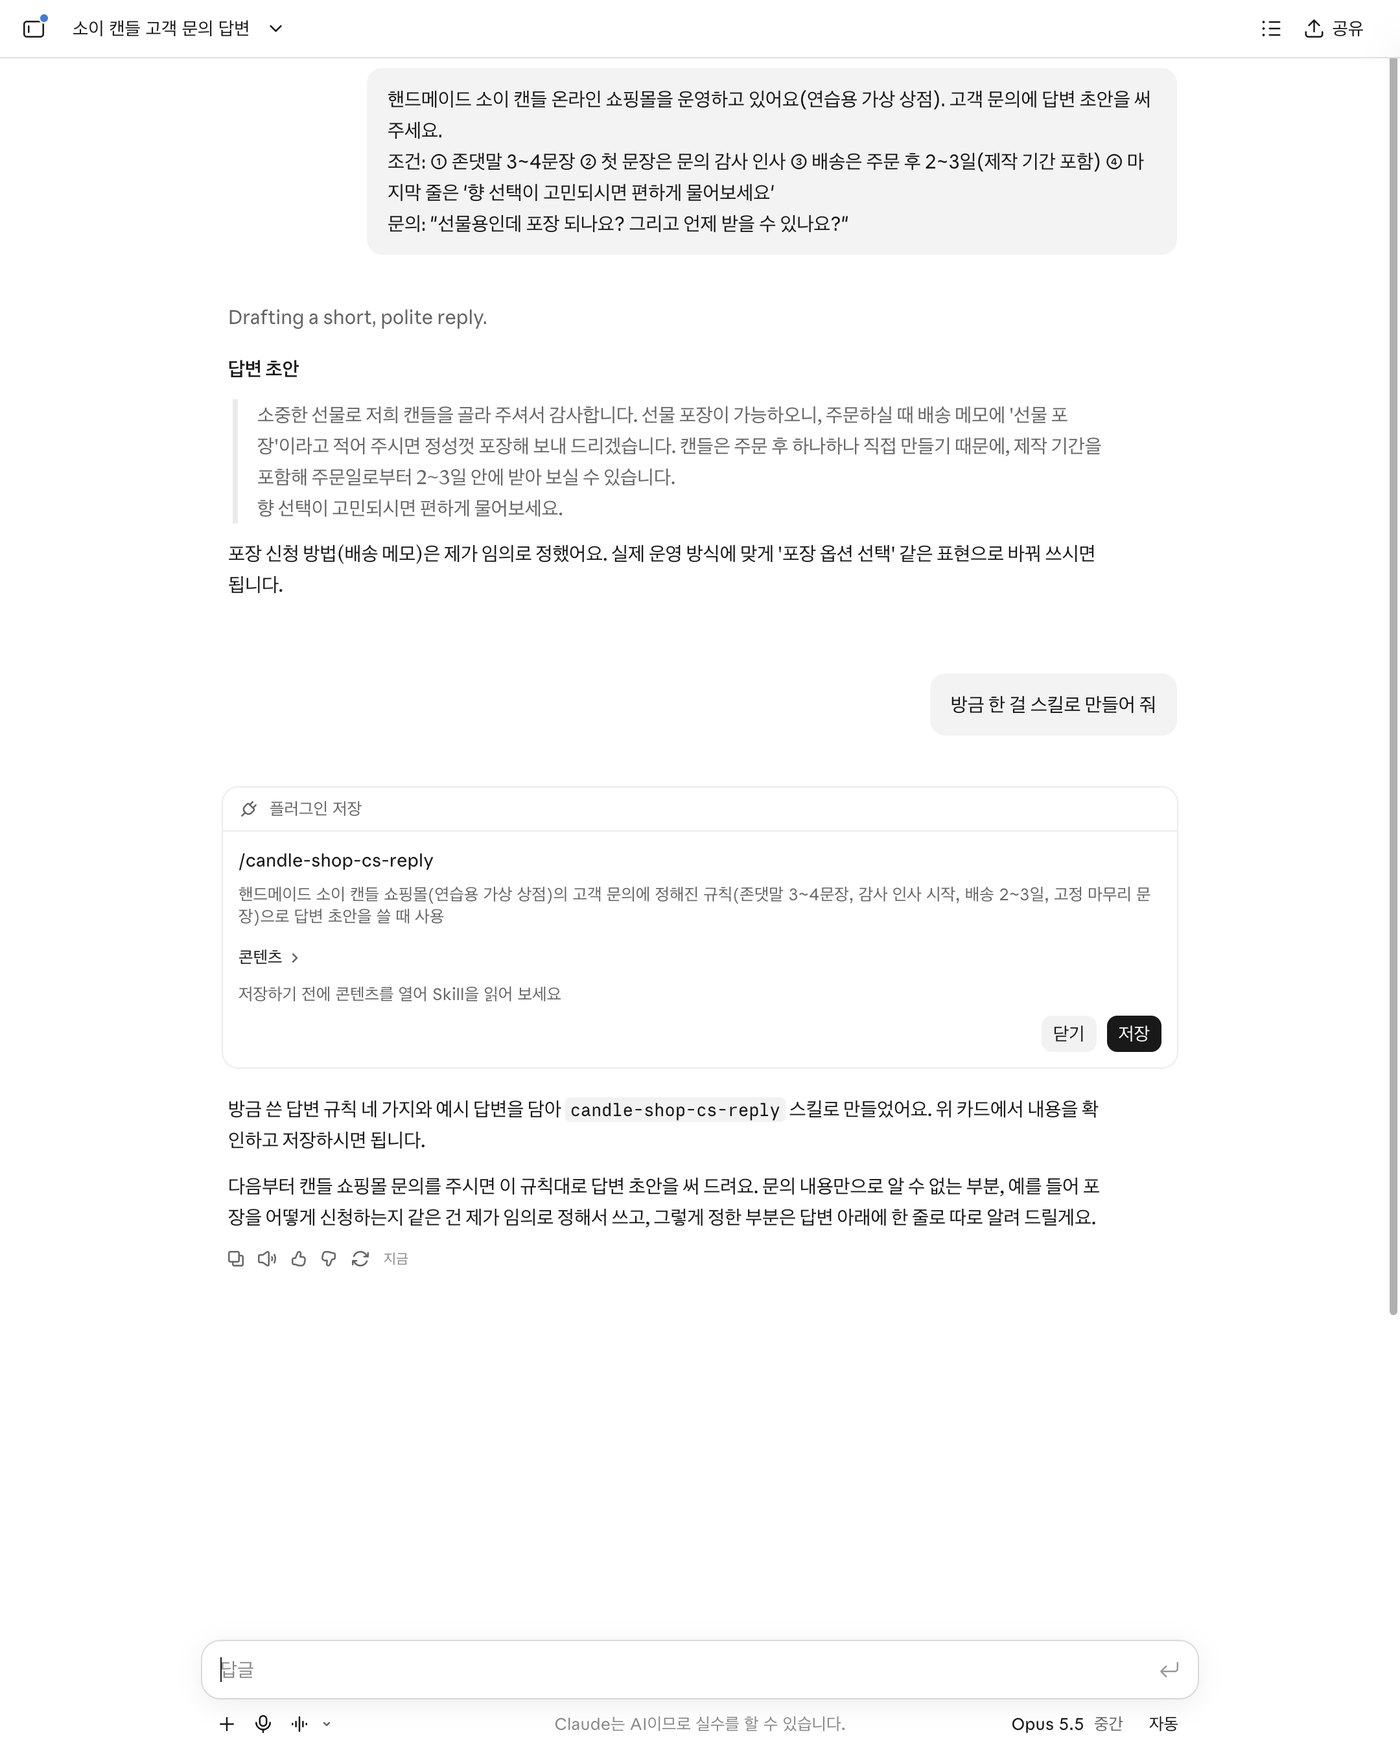 소이 캔들 고객 문의 답변
공유
핸드메이드 소이 캔들 온라인 쇼핑몰을 운영하고 있어요(연습용 가상 상점). 고객 문의에 답변 초안을 써
주세요.
조건: ① 존댓말 3~4문장 ② 첫 문장은 문의 감사 인사 ③ 배송은 주문 후 2~3일(제작 기간 포함) ④ 마
지막 줄은 '향 선택이 고민되시면 편하게 물어보세요'
문의: "선물용인데 포장 되나요? 그리고 언제 받을 수 있나요?"
Drafting a short, polite reply.
답변 초안
소중한 선물로 저희 캔들을 골라 주셔서 감사합니다. 선물 포장이 가능하오니, 주문하실 때 배송 메모에 '선물 포
장'이라고 적어 주시면 정성껏 포장해 보내 드리겠습니다. 캔들은 주문 후 하나하나 직접 만들기 때문에, 제작 기간을
포함해 주문일로부터 2~3일 안에 받아 보실 수 있습니다.
향 선택이 고민되시면 편하게 물어보세요.
포장 신청 방법(배송 메모)은 제가 임의로 정했어요. 실제 운영 방식에 맞게 '포장 옵션 선택' 같은 표현으로 바꿔 쓰시면
됩니다.
방금 한 걸 스킬로 만들어 줘
플러그인 저장
/candle-shop-cs-reply
핸드메이드 소이 캔들 쇼핑몰(연습용 가상 상점)의 고객 문의에 정해진 규칙(존댓말 3~4문장, 감사 인사 시작, 배송 2~3일, 고정 마무리 문
장)으로 답변 초안을 쓸 때 사용
콘텐츠
저장하기 전에 콘텐츠를 열어 Skill을 읽어 보세요
닫기 저장
방금 쓴 답변 규칙 네 가지와 예시 답변을 담아 candle-shop-cs-reply 스킬로 만들었어요. 위 카드에서 내용을 확
인하고 저장하시면 됩니다.
다음부터 캔들 쇼핑몰 문의를 주시면 이 규칙대로 답변 초안을 써 드려요. 문의 내용만으로 알 수 없는 부분, 예를 들어 포
장을 어떻게 신청하는지 같은 건 제가 임의로 정해서 쓰고, 그렇게 정한 부분은 답변 아래에 한 줄로 따로 알려 드릴게요.
지금
답글
Claude는 AI이므로 실수를 할 수 있습니다.
Opus 5.5 중간 자동